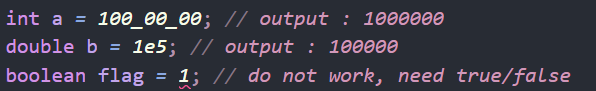 int a = 100_00_00; // output : 1000000
double b = 1e5; // output : 100000
boolean flag = 1; // do not work, need true/false